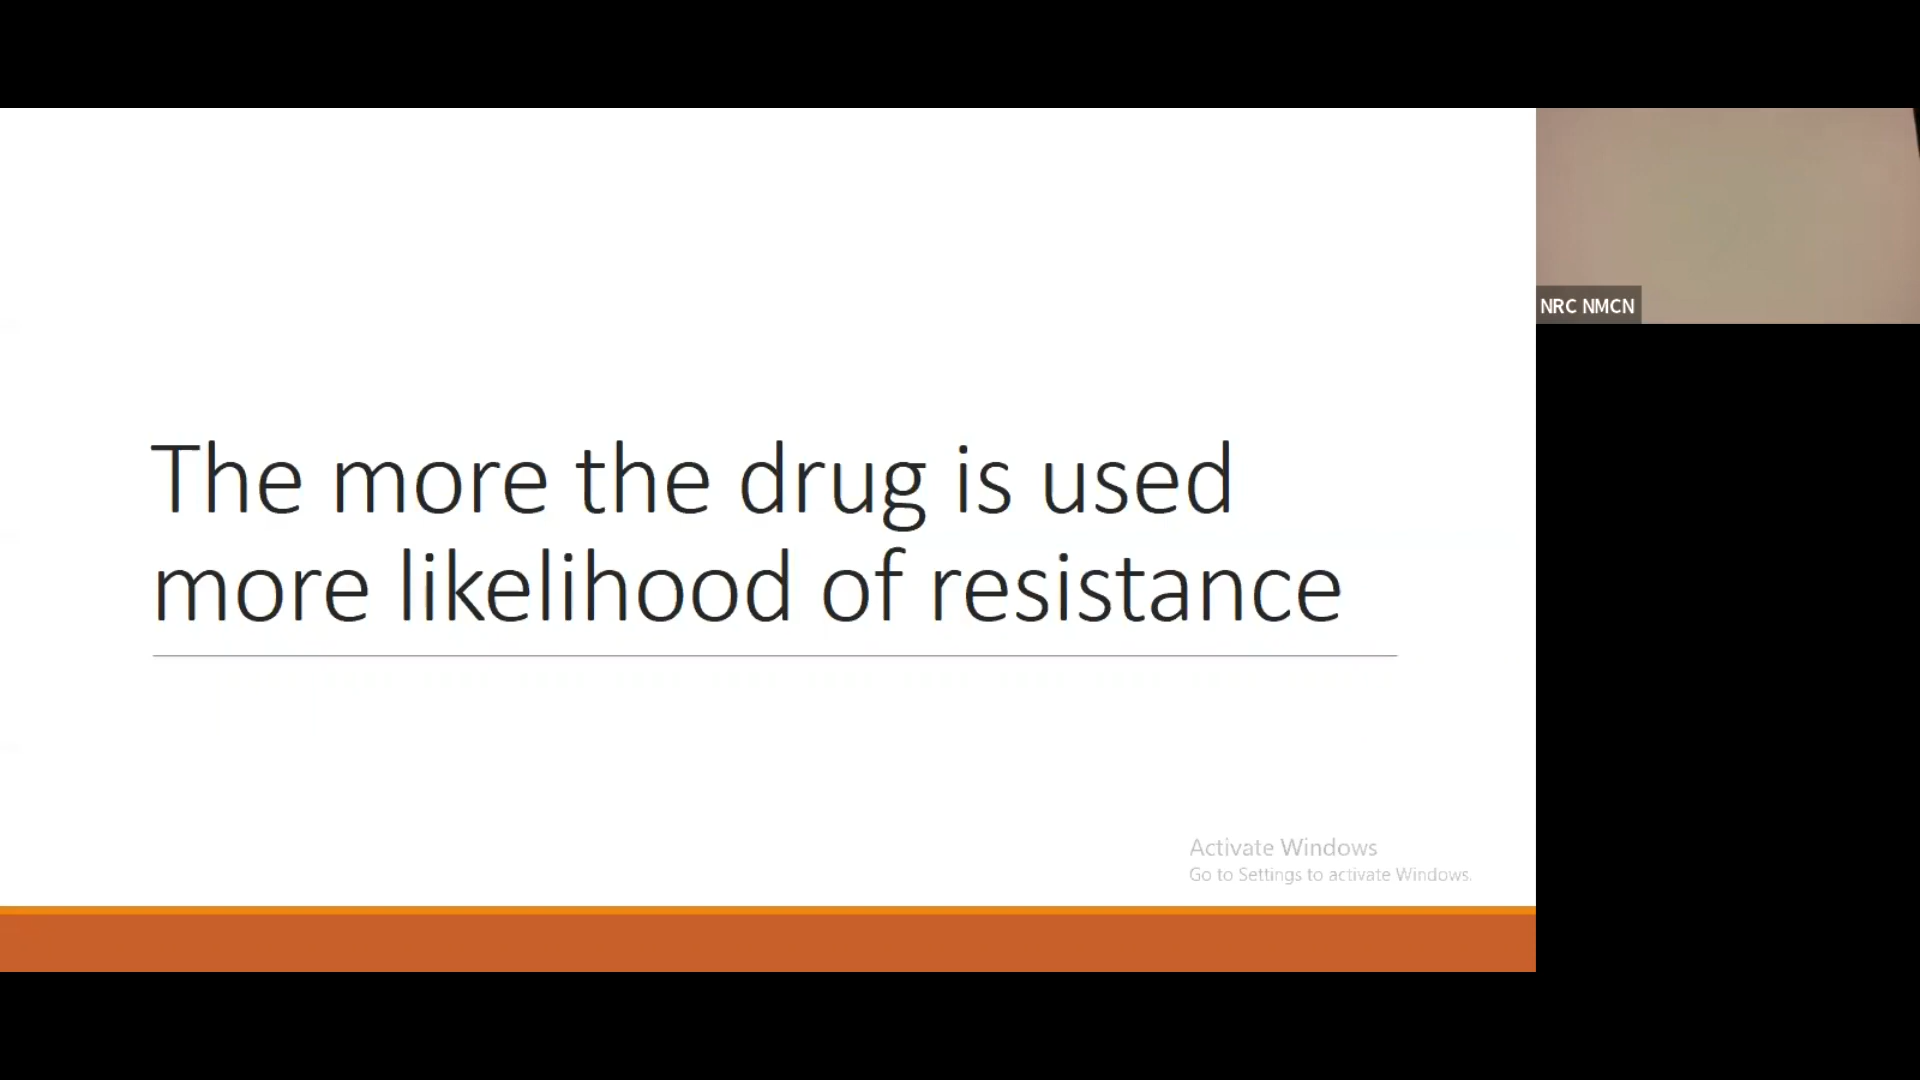 The more the drug is used
more likelihood of resistance
Activate Windows
Go to Settings to activate Windows.
NRC NMCN